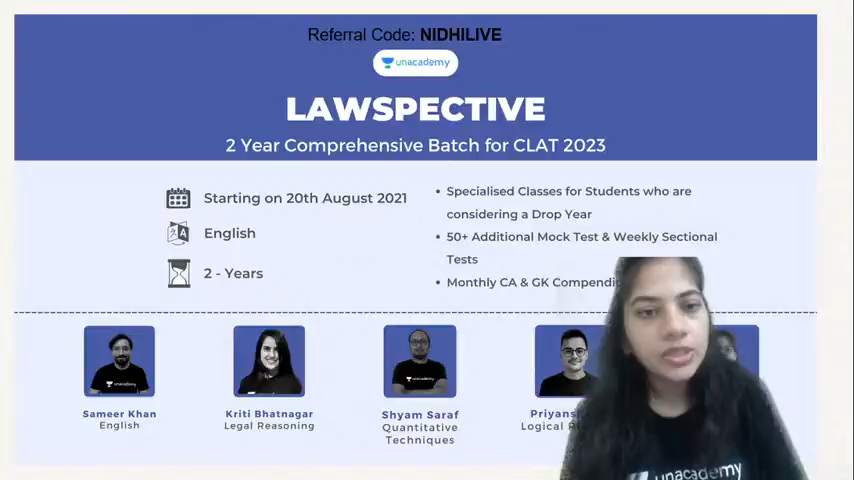 Referral Code: NIDHILIVE
unacademy
LAWSPECTIVE
2 Year Comprehensive Batch for CLAT 2023
Starting on 20th August 2021
English
2 - Years
• Specialised Classes for Students who are
considering a Drop Year
• 50+ Additional Mock Test & Weekly Sectional
Tests
• Monthly CA & GK
unacademy
unacademy
Sameer Khan
English
Kriti Bhatnagar
Legal Reasoning
Shyam Saraf
Quantitative
Techniques
Logical
unacademy